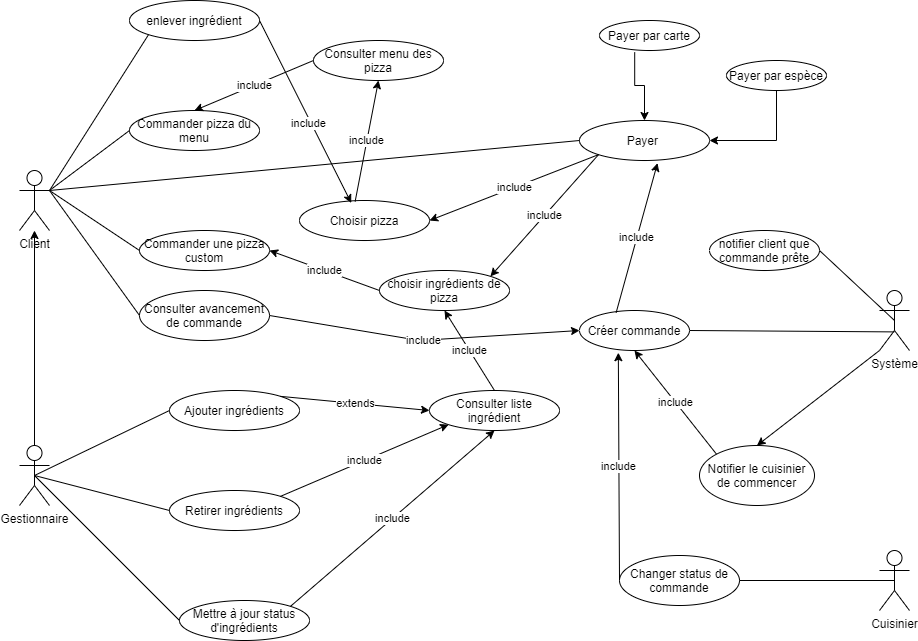 enlever ingrédient
Payer par carte
Consulter menu des
pizza
Payer par espèce
include
Commander pizza du
menu
include
include
Payer
include
Choisir pizza
include
Client
Commander une pizza
custom
include
include
notifier client que
commande prête
choisir ingrédients de
pizza
Consulter avancement
de commande
include
include
Créer commande
Système
Ajouter ingrédients
extends
Consulter liste
ingrédient
include
include
Notifier le cuisinier
de commencer
include
Gestionnaire
Retirer ingrédients
include
Changer status de
commande
Mettre à jour status
d'ingrédients
Cuisinier